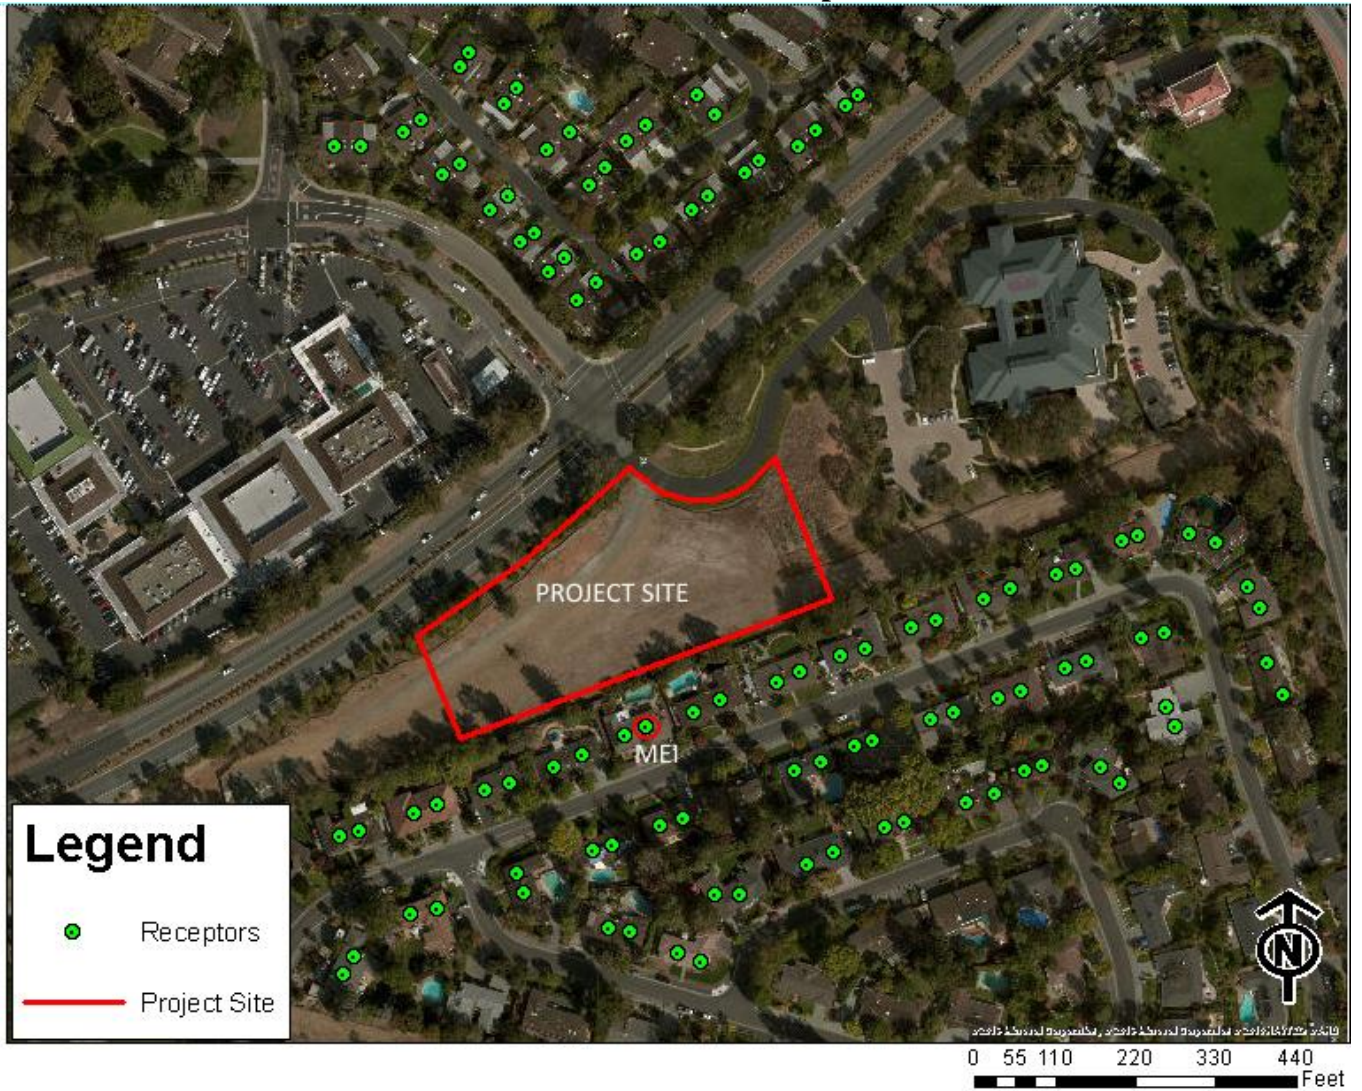 PROJECT SITE
MEI
Legend
Receptors
Project Site
N
0 55 110 220 330 440
Feet